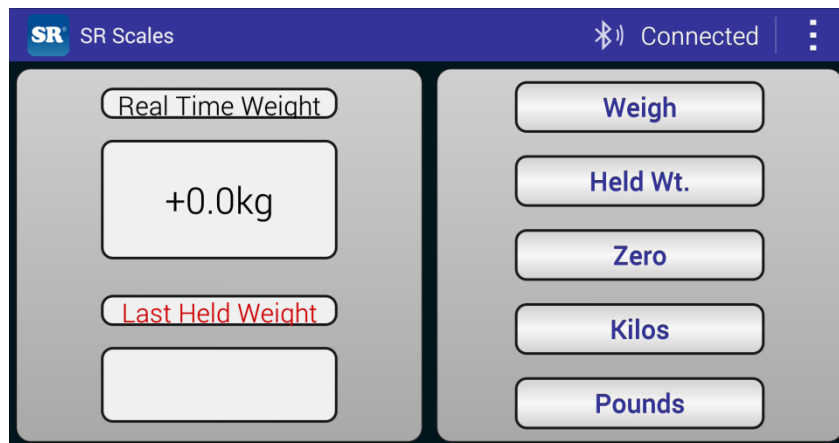 SR SR Scales
Connected
Real Time Weight
+0.0kg
Last Held Weight
Weigh
Held Wt.
Zero
Kilos
Pounds